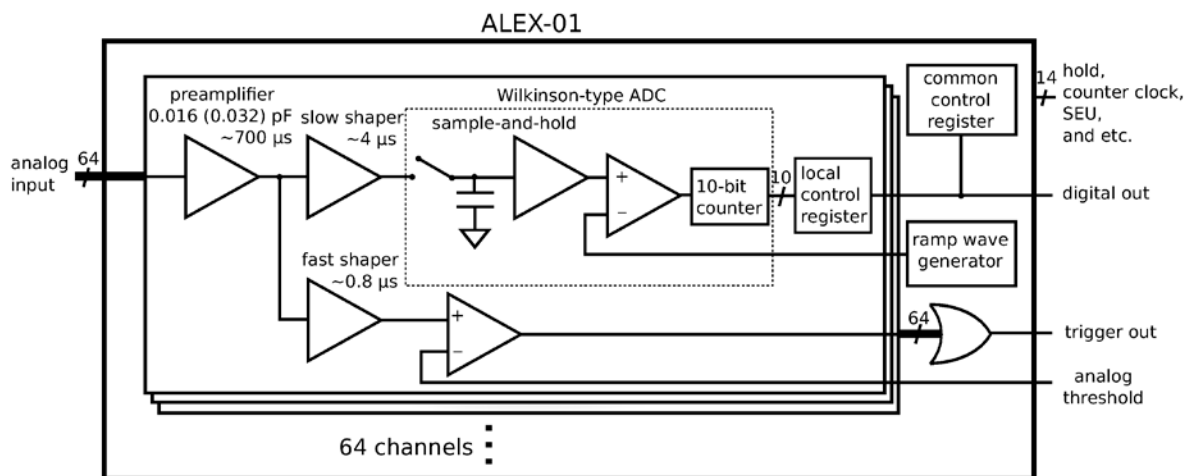 ALEX-01
Wilkinson-type ADC
preamplifier
0.016 (0.032) pF
~700 μs
slow shaper
~4 μs
sample-and-hold
analog
input
64
+
−
10-bit
counter
10
local
control
register
common
control
register
14
hold,
counter clock,
SEU,
and etc.
digital out
ramp wave
generator
fast shaper
~0.8 μs
+
−
64
trigger out
analog
threshold
64 channels